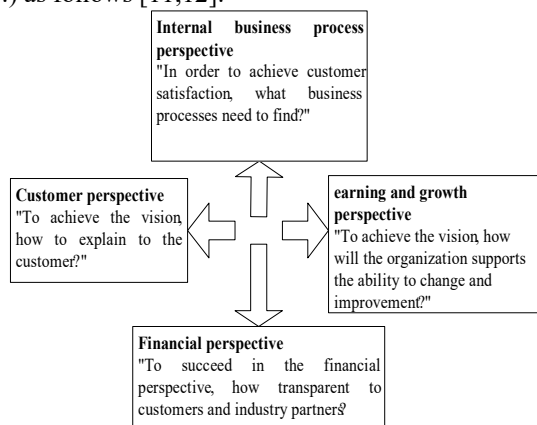 .) as follows [11,12].
Internal business process
perspective
"In order to achieve customer
satisfaction, what business
processes need to find?"
Customer perspective
"To achieve the vision,
how to explain to the
customer?"
earning and growth
perspective
"To achieve the vision, how
will the organization supports
the ability to change and
improvement?"
Financial perspective
"To succeed in the financial
perspective, how transparent to
customers and industry partners?